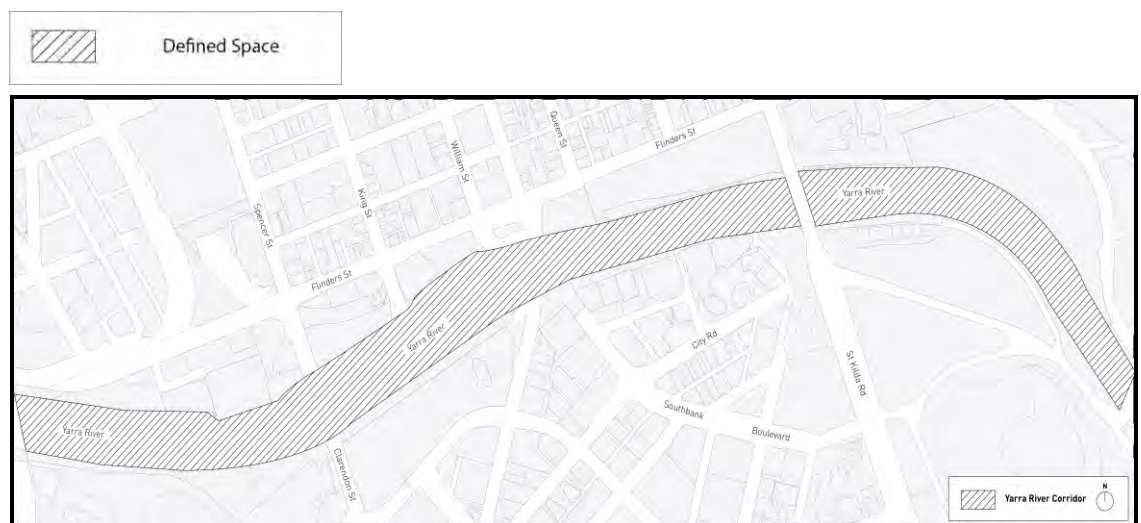 Defined Space
Queen St
William St
Flinders St
King St
Spencer St
Yarra River
Flinders St
Yarra River
City Rd
St Kilda Rd
Southbank
Boulevard
Yarra River
Clarendon St
N
Yarra River Corridor